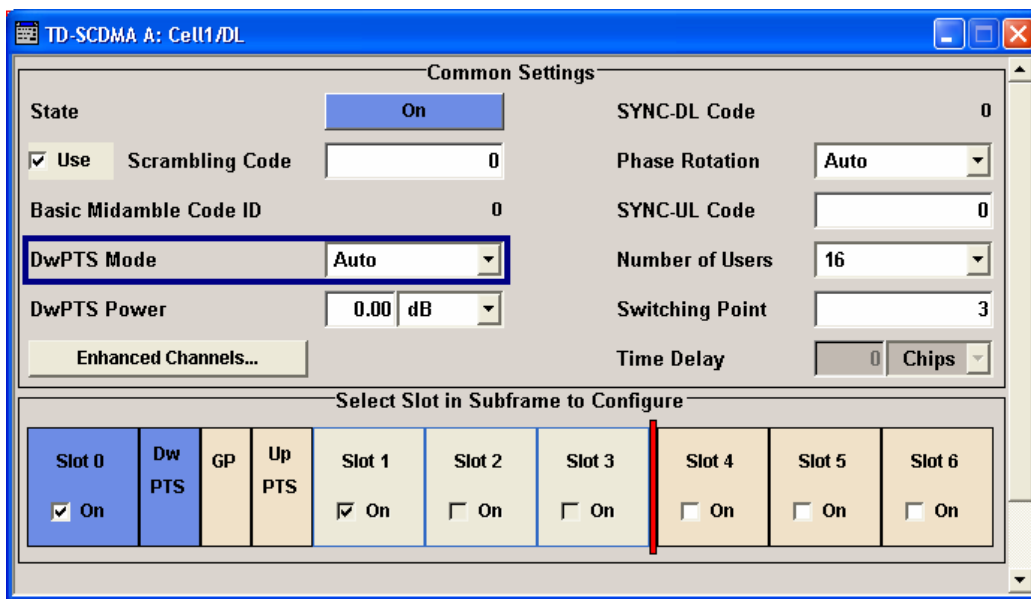 TD-SCDMA A: Cell1/DL
Common Settings
State On SYNC-DL Code 0
Use Scrambling Code 0 Phase Rotation Auto
Basic Midamble Code ID 0 SYNC-UL Code 0
DwPTS Mode Auto Number of Users 16
DwPTS Power 0.00 dB Switching Point 3
Enhanced Channels... Time Delay 0 Chips
Select Slot in Subframe to Configure
Slot 0 Dw PTS GP Up PTS Slot 1 Slot 2 Slot 3 Slot 4 Slot 5 Slot 6
On On On On On On On